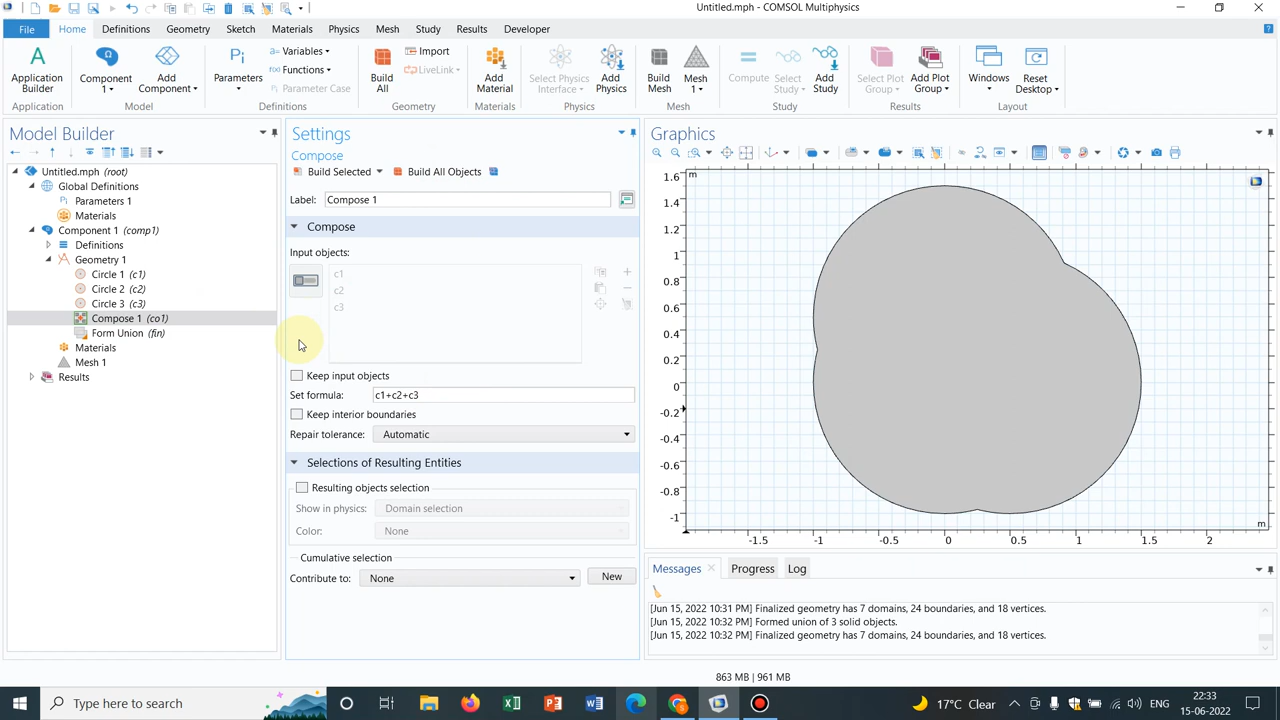 Untitled.mph - COMSOL Multiphysics
File Home Definitions Geometry Sketch Materials Physics Mesh Study Results Developer
Application Builder
Component 1
Add Component
Parameters
Variables
Functions
Parameter Case
Build All
Import
LiveLink
Add Material
Select Physics Interface
Add Physics
Build Mesh
Mesh 1
Compute
Select Study
Add Study
Select Plot Group
Add Plot Group
Windows
Reset Desktop
Application Model Definitions Geometry Materials Physics Mesh Study Results Layout
Model Builder
Untitled.mph (root)
Global Definitions
Parameters 1
Materials
Component 1 (comp1)
Definitions
Geometry 1
Circle 1 (c1)
Circle 2 (c2)
Circle 3 (c3)
Compose 1 (co1)
Form Union (fin)
Materials
Mesh 1
Results
Settings
Compose
Build Selected Build All Objects
Label: Compose 1
Compose
Input objects:
c1
c2
c3
Keep input objects
Set formula: c1+c2+c3
Keep interior boundaries
Repair tolerance: Automatic
Selections of Resulting Entities
Resulting objects selection
Show in physics: Domain selection
Color: None
Cumulative selection
Contribute to: None New
Graphics
m
1.6
1.4
1.2
1
0.8
0.6
0.4
0.2
0
-0.2
-0.4
-0.6
-0.8
-1
m
-1.5 -1 -0.5 0 0.5 1 1.5 2
Messages Progress Log
[Jun 15, 2022 10:31 PM] Finalized geometry has 7 domains, 24 boundaries, and 18 vertices.
[Jun 15, 2022 10:32 PM] Formed union of 3 solid objects.
[Jun 15, 2022 10:32 PM] Finalized geometry has 7 domains, 24 boundaries, and 18 vertices.
863 MB | 961 MB
Type here to search
17°C Clear
ENG
22:33
15-06-2022